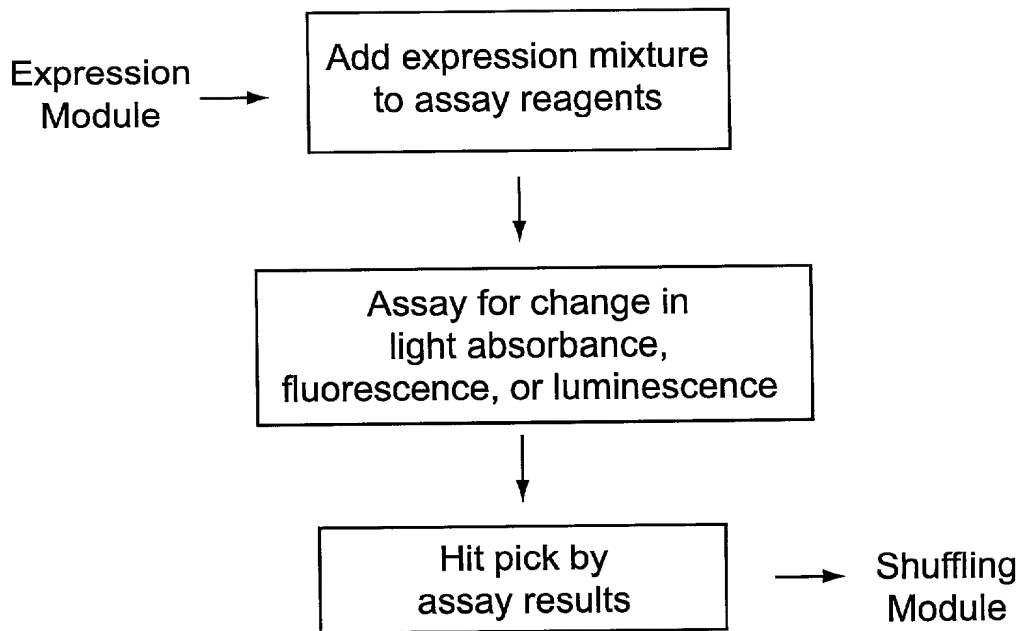 Expression
Module
Add expression mixture
to assay reagents
Assay for change in
light absorbance,
fluorescence, or luminescence
Hit pick by
assay results
Shuffling
Module